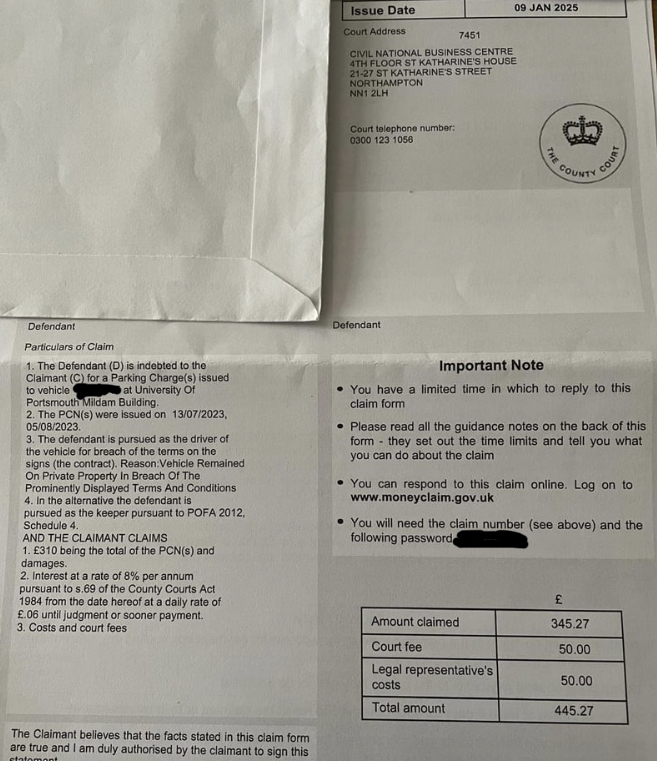 Issue Date 09 JAN 2025
Court Address 7451
CIVIL NATIONAL BUSINESS CENTRE
4TH FLOOR ST KATHARINE'S HOUSE
21-27 ST KATHARINE'S STREET
NORTHAMPTON
NN1 2LH
Court telephone number:
0300 123 1056
THE COUNTY COURT
Defendant
Particulars of Claim
1. The Defendant (D) is indebted to the
Claimant (C) for a Parking Charge(s) issued
to vehicle at University Of
Portsmouth Mildam Building.
2. The PCN(s) were issued on 13/07/2023,
05/08/2023.
3. The defendant is pursued as the driver of
the vehicle for breach of the terms on the
signs (the contract). Reason:Vehicle Remained
On Private Property In Breach Of The
Prominently Displayed Terms And Conditions
4. In the alternative the defendant is
pursued as the keeper pursuant to POFA 2012,
Schedule 4.
AND THE CLAIMANT CLAIMS
1. £310 being the total of the PCN(s) and
damages.
2. Interest at a rate of 8% per annum
pursuant to s.69 of the County Courts Act
1984 from the date hereof at a daily rate of
£.06 until judgment or sooner payment.
3. Costs and court fees
The Claimant believes that the facts stated in this claim form
are true and I am duly authorised by the claimant to sign this
statement
Defendant
Important Note
• You have a limited time in which to reply to this
claim form
• Please read all the guidance notes on the back of this
form - they set out the time limits and tell you what
you can do about the claim
• You can respond to this claim online. Log on to
www.moneyclaim.gov.uk
• You will need the claim number (see above) and the
following password
£
Amount claimed 345.27
Court fee 50.00
Legal representative's
costs 50.00
Total amount 445.27